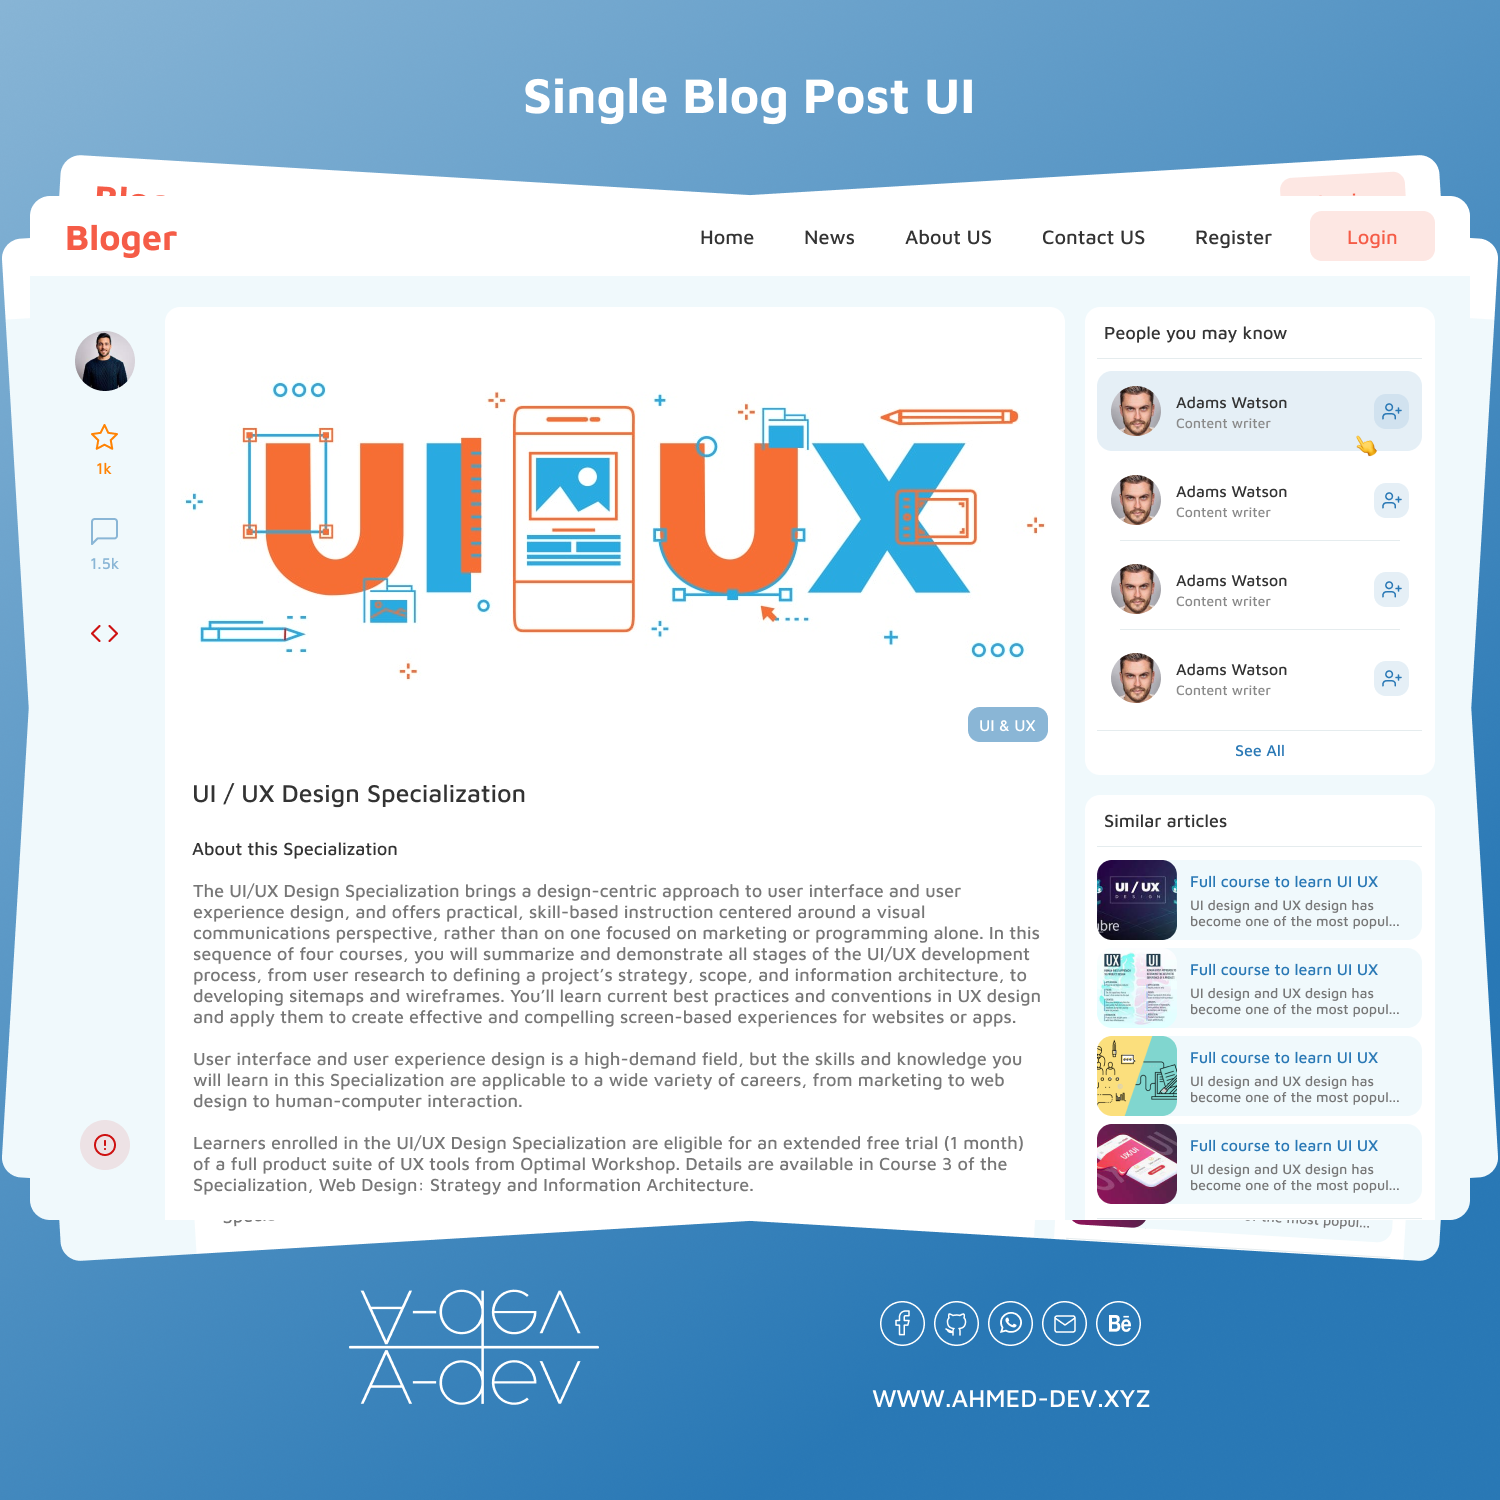 Single Blog Post UI
Bloger
Home
News
About US
Contact US
Register
Login
1k
1.5k
UI UX
UI & UX
UI / UX Design Specialization
About this Specialization
The UI/UX Design Specialization brings a design-centric approach to user interface and user
experience design, and offers practical, skill-based instruction centered around a visual
communications perspective, rather than on one focused on marketing or programming alone. In this
sequence of four courses, you will summarize and demonstrate all stages of the UI/UX development
process, from user research to defining a project’s strategy, scope, and information architecture, to
developing sitemaps and wireframes. You’ll learn current best practices and conventions in UX design
and apply them to create effective and compelling screen-based experiences for websites or apps.
User interface and user experience design is a high-demand field, but the skills and knowledge you
will learn in this Specialization are applicable to a wide variety of careers, from marketing to web
design to human-computer interaction.
Learners enrolled in the UI/UX Design Specialization are eligible for an extended free trial (1 month)
of a full product suite of UX tools from Optimal Workshop. Details are available in Course 3 of the
Specialization, Web Design: Strategy and Information Architecture.
People you may know
Adams Watson
Content writer
Adams Watson
Content writer
Adams Watson
Content writer
Adams Watson
Content writer
See All
Similar articles
UI / UX
DESIGN
Full course to learn UI UX
UI design and UX design has
become one of the most popul...
UX UI
Full course to learn UI UX
UI design and UX design has
become one of the most popul...
Full course to learn UI UX
UI design and UX design has
become one of the most popul...
UX/UI
Full course to learn UI UX
UI design and UX design has
become one of the most popul...
of the most popul...
A-dev
A-dev
Bē
WWW.AHMED-DEV.XYZ